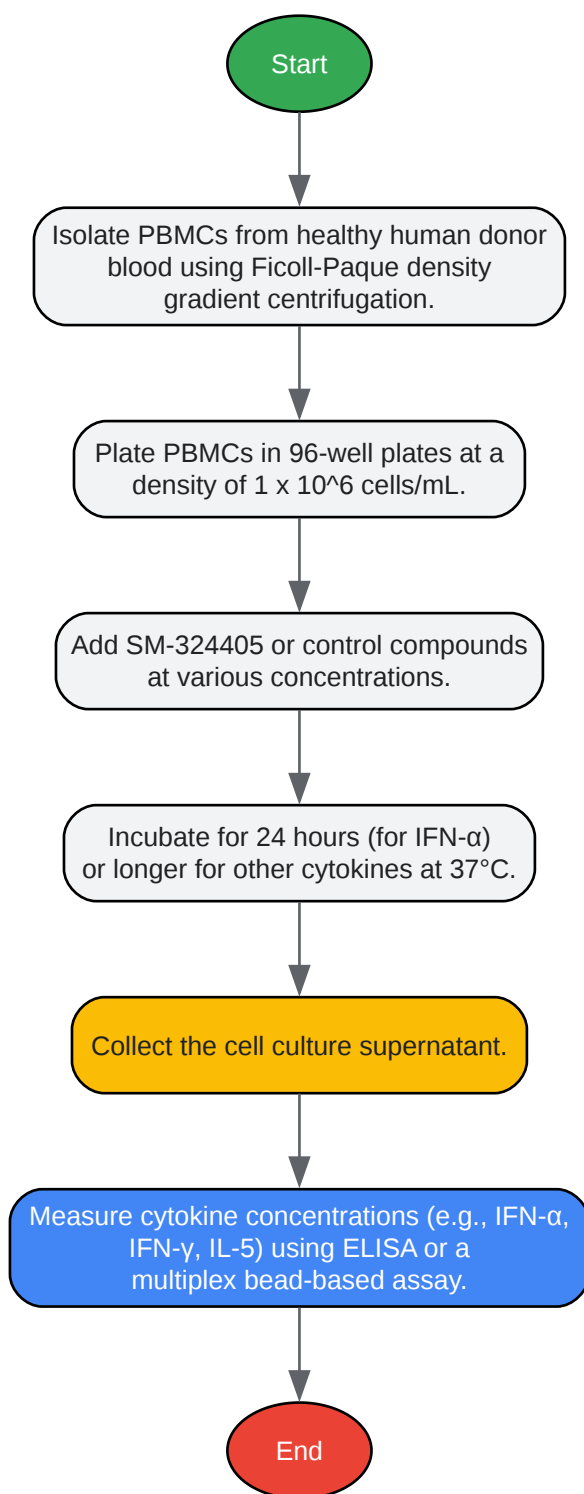 Start
Isolate PBMCs from healthy human donor
blood using Ficoll-Paque density
gradient centrifugation.
Plate PBMCs in 96-well plates at a
density of 1 x 10^6 cells/mL.
Add SM-324405 or control compounds
at various concentrations.
Incubate for 24 hours (for IFN-α)
or longer for other cytokines at 37°C.
Collect the cell culture supernatant.
Measure cytokine concentrations (e.g., IFN-α,
IFN-γ, IL-5) using ELISA or a
multiplex bead-based assay.
End